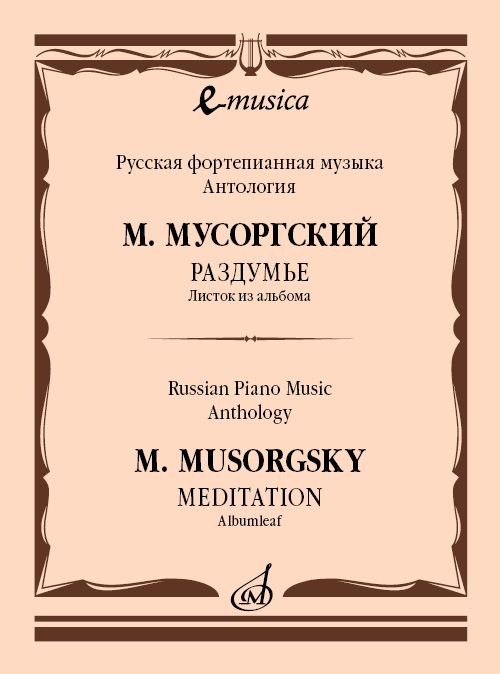 e-musica
Русская фортепианная музыка
Антология
М. МУСОРГСКИЙ
РАЗДУМЬЕ
Листок из альбома
Russian Piano Music
Anthology
M. MUSORGSKY
MEDITATION
Albumleaf
М